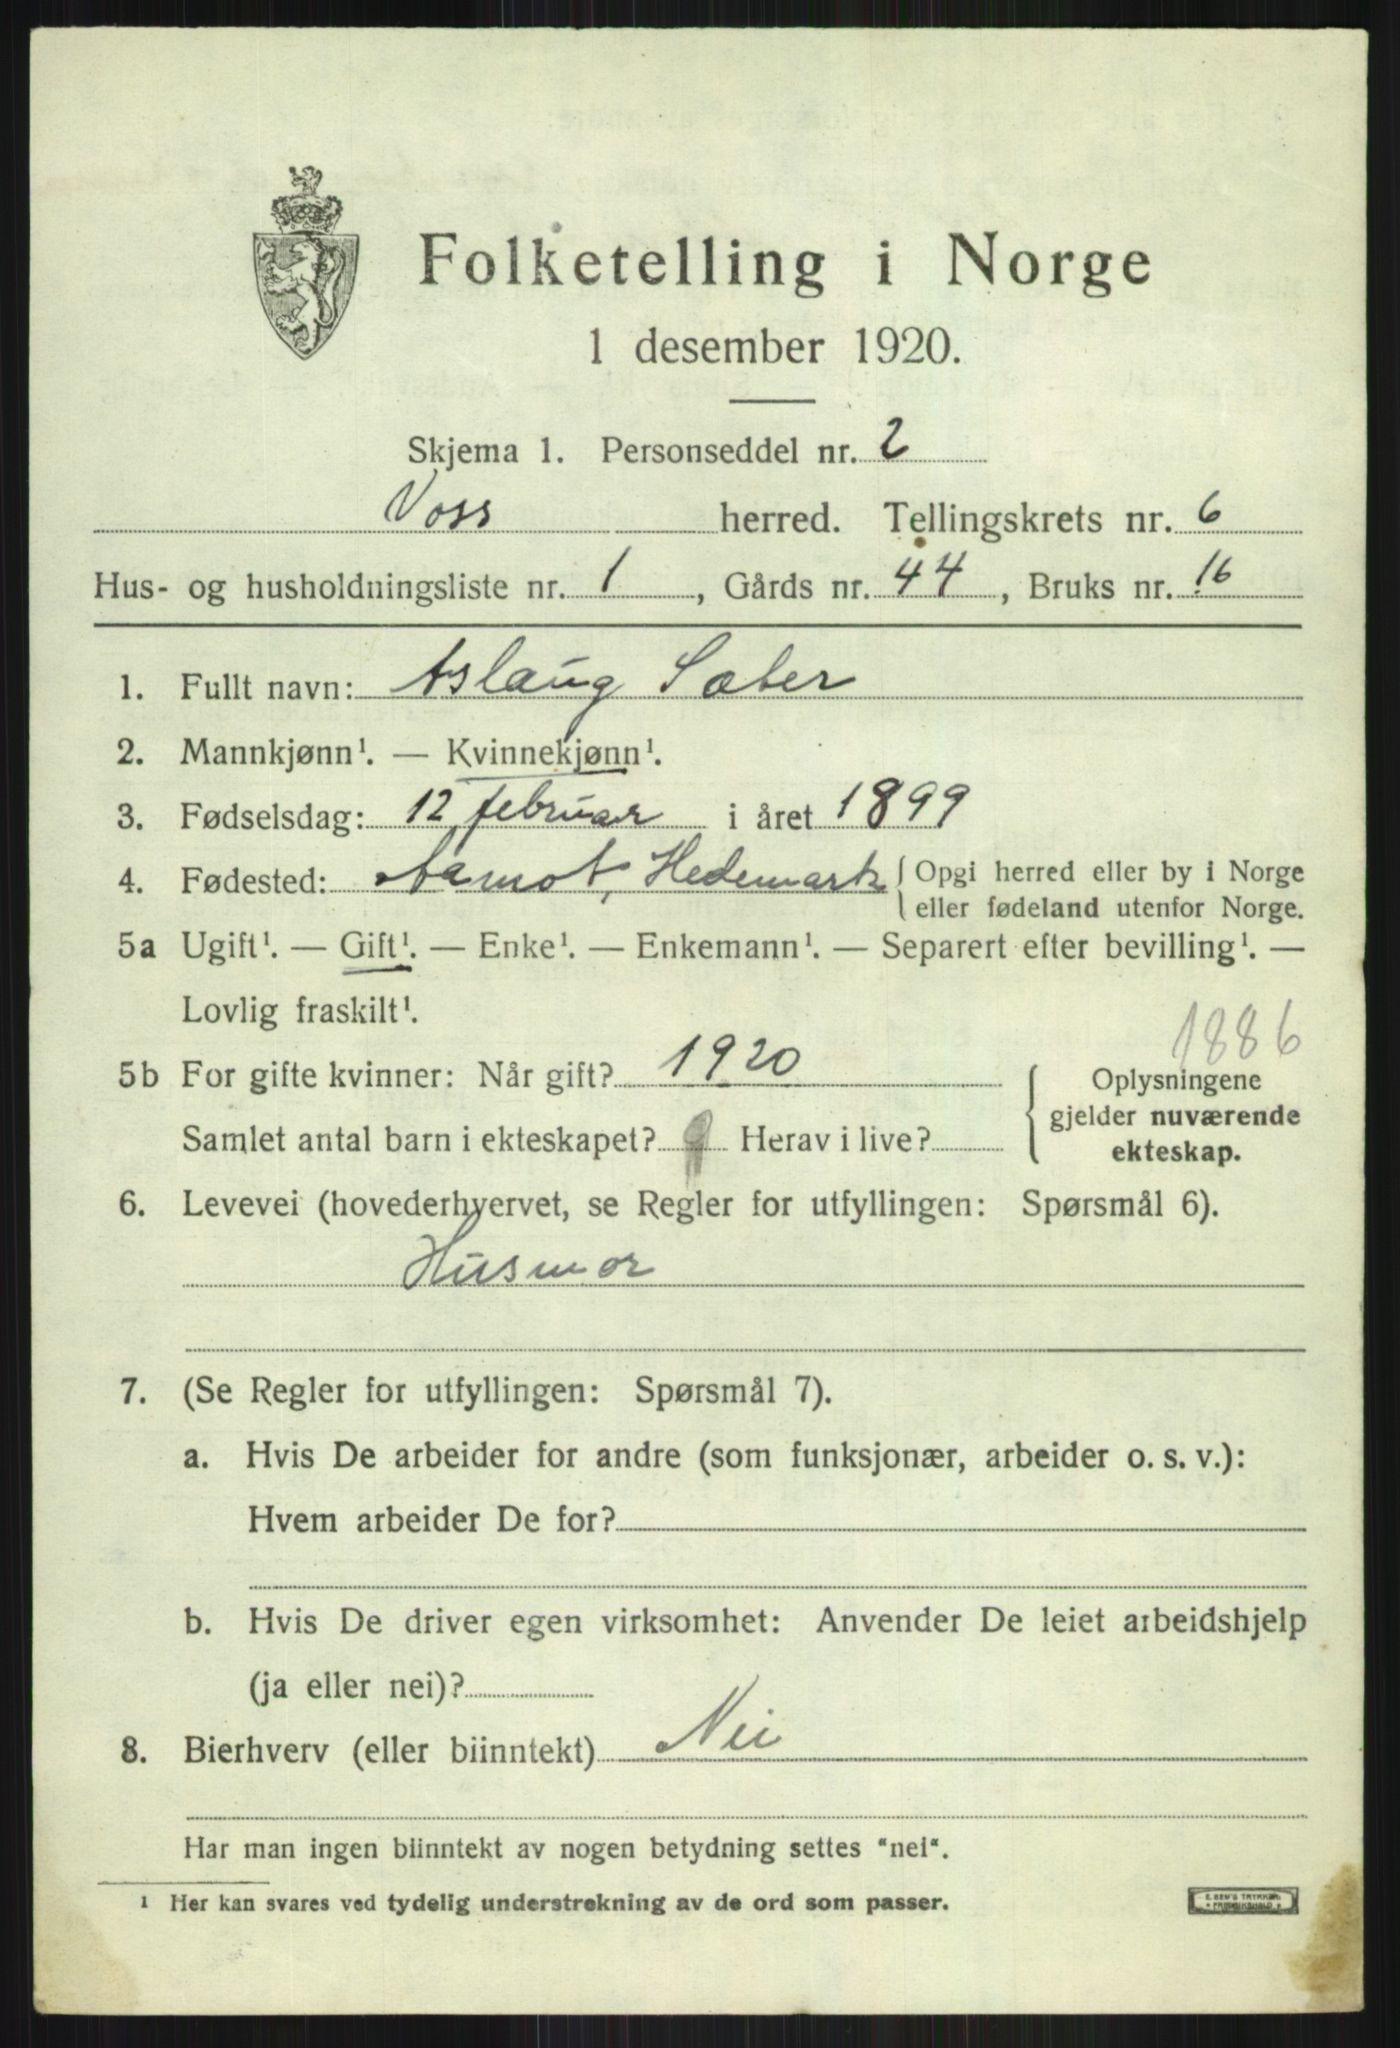 Folketelling i Norge
1 desember 1920.
Skjema 1. Personseddel nr. 2
Voss herred. Tellingskrets nr. 6
Hus- og husholdningsliste nr. 1, Gårds nr. 44, Bruks nr. 16
1. Fullt navn: Aslaug Sæter
2. Mannkjønn¹. — Kvinnekjønn¹.
3. Fødselsdag: 12 februar i året 1899
4. Fødested: Aamot, Hedemark { Opgi herred eller by i Norge
eller fødeland utenfor Norge.
5a Ugift¹. — Gift¹. — Enke¹. — Enkemann¹. — Separert efter bevilling¹. —
Lovlig fraskilt¹.
1886
5b For gifte kvinner: Når gift? 1920
Samlet antal barn i ekteskapet? Herav i live?
{ Oplysningene
gjelder nuværende
ekteskap.
6. Levevei (hovederhvervet, se Regler for utfyllingen: Spørsmål 6).
Husmor
7. (Se Regler for utfyllingen: Spørsmål 7).
a. Hvis De arbeider for andre (som funksjonær, arbeider o. s. v.):
Hvem arbeider De for?
b. Hvis De driver egen virksomhet: Anvender De leiet arbeidshjelp
(ja eller nei)?
8. Bierhverv (eller biinntekt) Nei
Har man ingen biinntekt av nogen betydning settes "nei".
¹ Her kan svares ved tydelig understrekning av de ord som passer.